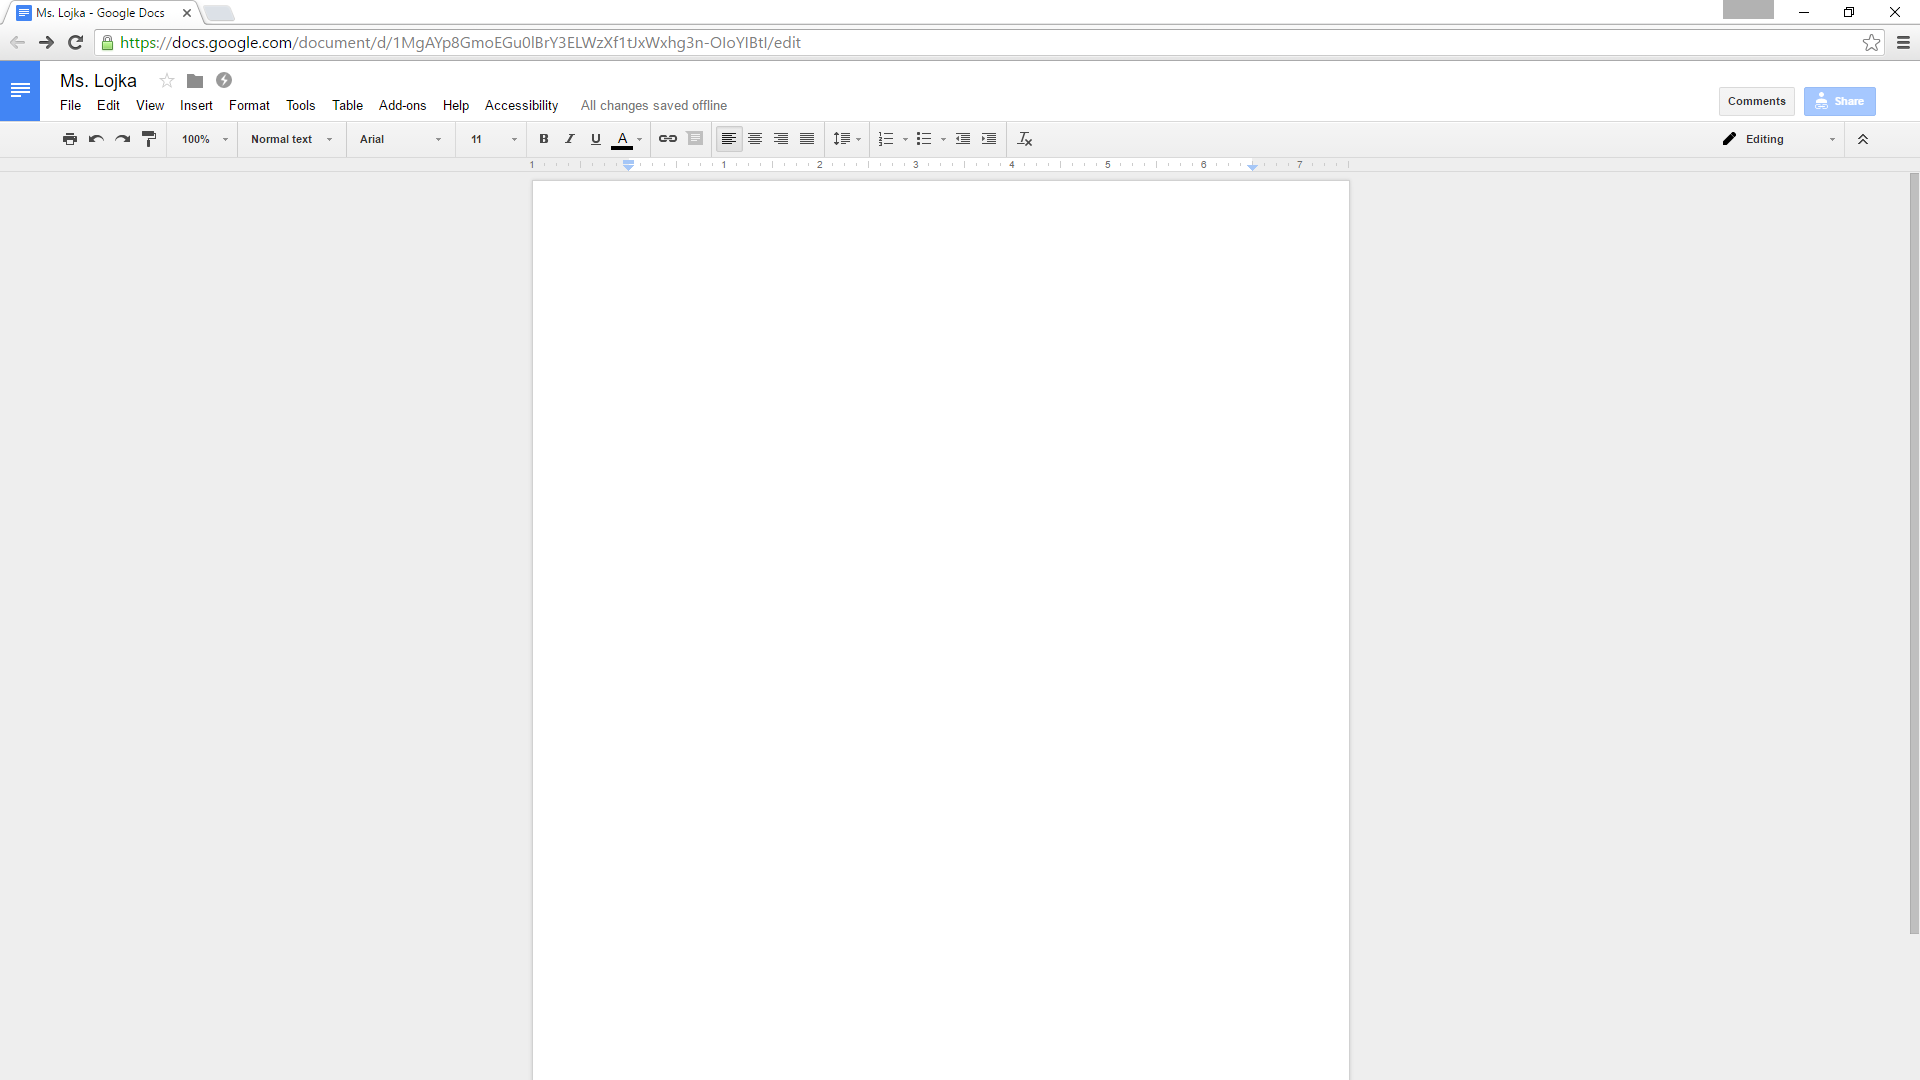 Ms. Lojka - Google Docs
https://docs.google.com/document/d/1MgAYp8GmoEGu0lBrY3ELWzXf1tJxWxhg3n-OIoYIBtI/edit
Ms. Lojka
File Edit View Insert Format Tools Table Add-ons Help Accessibility All changes saved offline
Comments Share
100% Normal text Arial 11 B I U A Editing
1 1 2 3 4 5 6 7